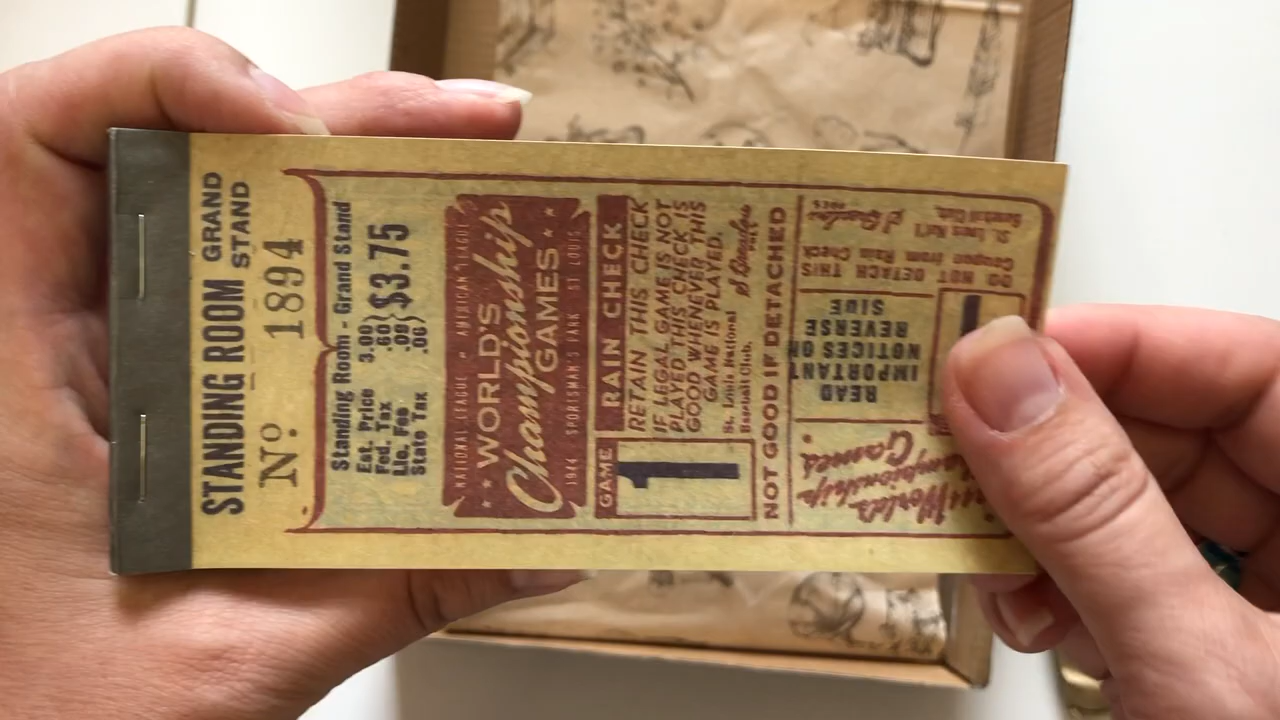 STANDING ROOM GRAND STAND
No. 1894
Standing Room - Grand Stand
Est. Price 3.00
Fed. Tax .60
Lic. Fee .09
State Tax .06
$3.75
NATIONAL LEAGUE AMERICAN LEAGUE
WORLD'S
Championship
GAMES
1944 SPORTSMAN'S PARK ST LOUIS
GAME
1
RAIN CHECK
RETAIN THIS CHECK
IF LEGAL GAME IS NOT
PLAYED THIS CHECK IS
GOOD WHENEVER THIS
GAME IS PLAYED.
St. Louis National
Baseball Club.
NOT GOOD IF DETACHED
DO NOT DETACH THIS
Coupon from Rain Check
St. Louis Nat'l
Baseball Club.
READ
IMPORTANT
NOTICES ON
REVERSE
SIDE
World's
Championship
Games